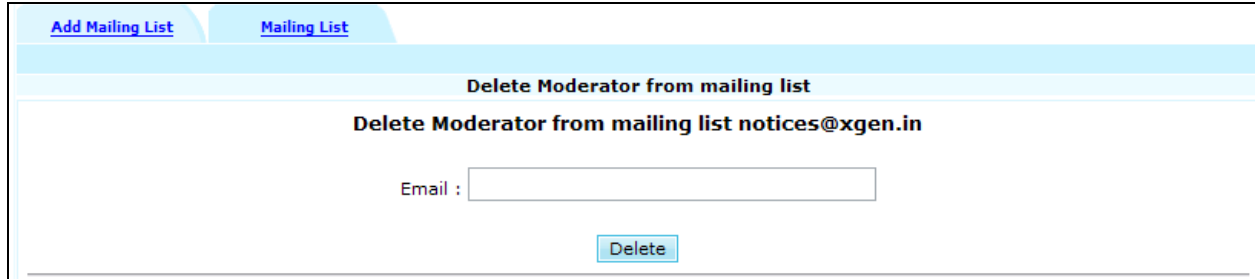 Add Mailing List Mailing List
Delete Moderator from mailing list
Delete Moderator from mailing list notices@xgen.in
Email :
Delete